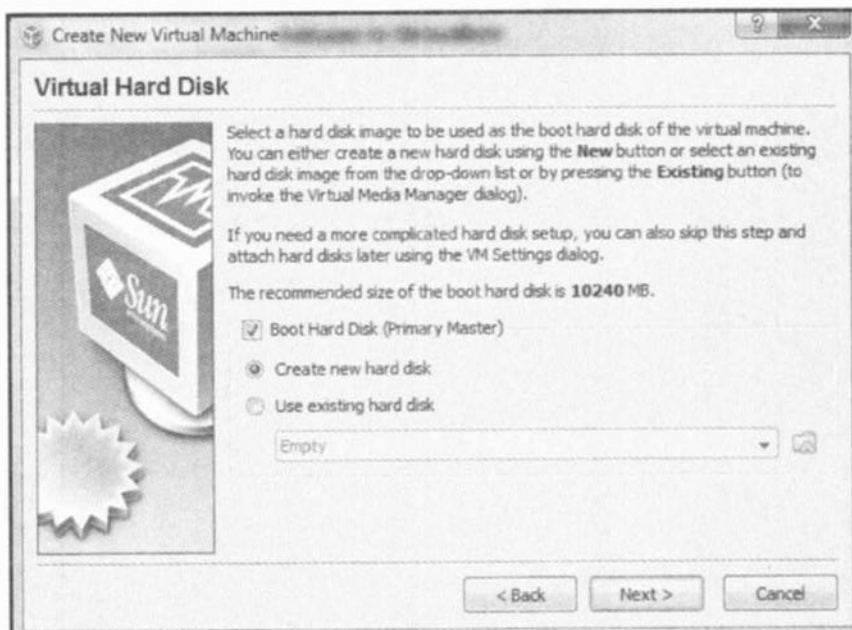 Create New Virtual Machine
Virtual Hard Disk
Select a hard disk image to be used as the boot hard disk of the virtual machine.
You can either create a new hard disk using the New button or select an existing
hard disk image from the drop-down list or by pressing the Existing button (to
invoke the Virtual Media Manager dialog).
If you need a more complicated hard disk setup, you can also skip this step and
attach hard disks later using the VM Settings dialog.
The recommended size of the boot hard disk is 10240 MB.
Sun
Boot Hard Disk (Primary Master)
Create new hard disk
Use existing hard disk
Empty
< Back
Next >
Cancel